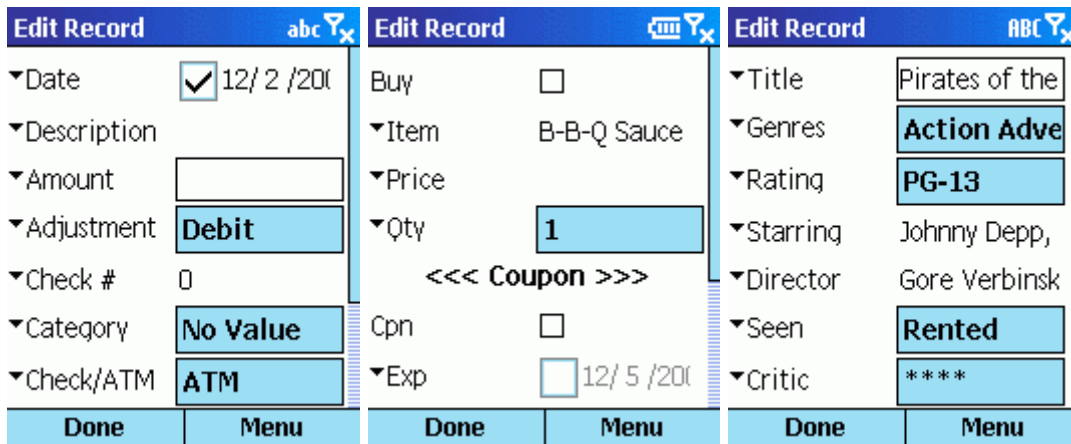 Edit Record abc
Date 12/ 2 /200
Description
Amount
Adjustment Debit
Check # 0
Category No Value
Check/ATM ATM
Done Menu
Edit Record
Buy
Item B-B-Q Sauce
Price
Qty 1
<<< Coupon >>>
Cpn
Exp 12/ 5 /200
Done Menu
Edit Record ABC
Title Pirates of the
Genres Action Adve
Rating PG-13
Starring Johnny Depp,
Director Gore Verbinsk
Seen Rented
Critic ****
Done Menu